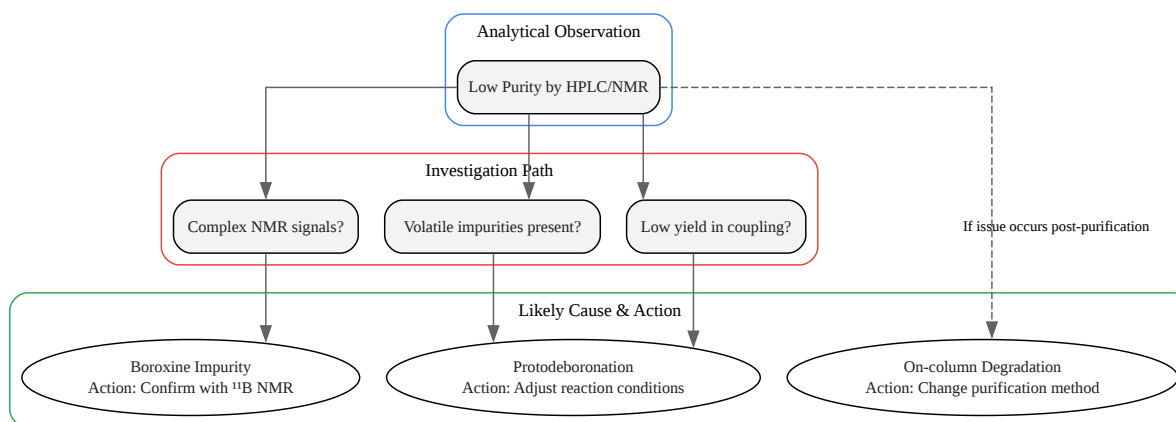 Analytical Observation
Low Purity by HPLC/NMR
Investigation Path
Complex NMR signals?
Volatile impurities present?
Low yield in coupling?
If issue occurs post-purification
Likely Cause & Action
Boroxine Impurity
Action: Confirm with ¹¹B NMR
Protodeboronation
Action: Adjust reaction conditions
On-column Degradation
Action: Change purification method